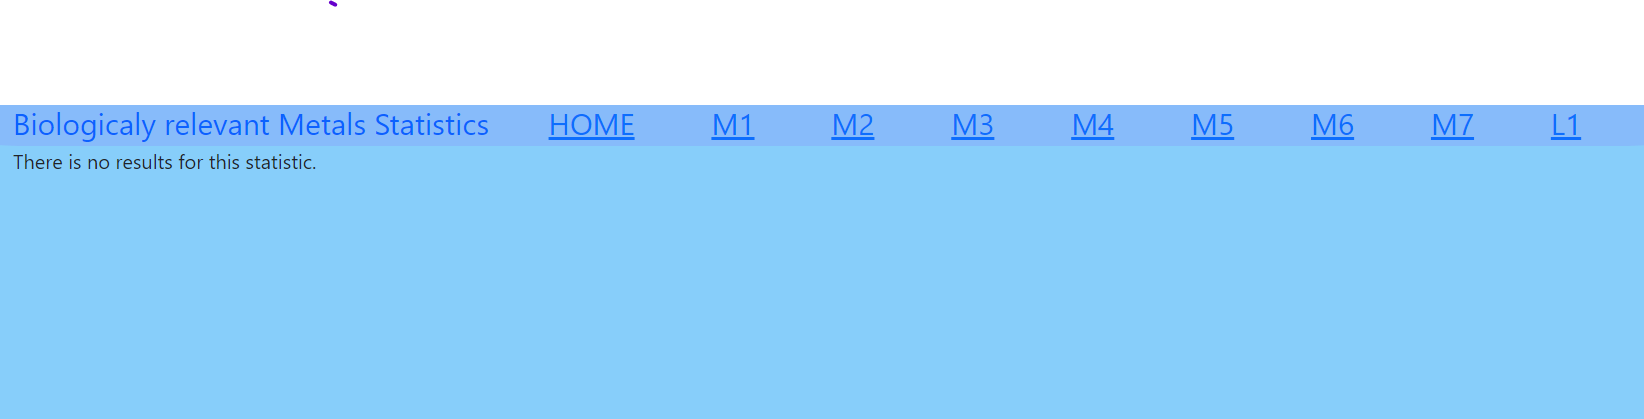 Biologicaly relevant Metals Statistics HOME M1 M2 M3 M4 M5 M6 M7 L1
There is no results for this statistic.